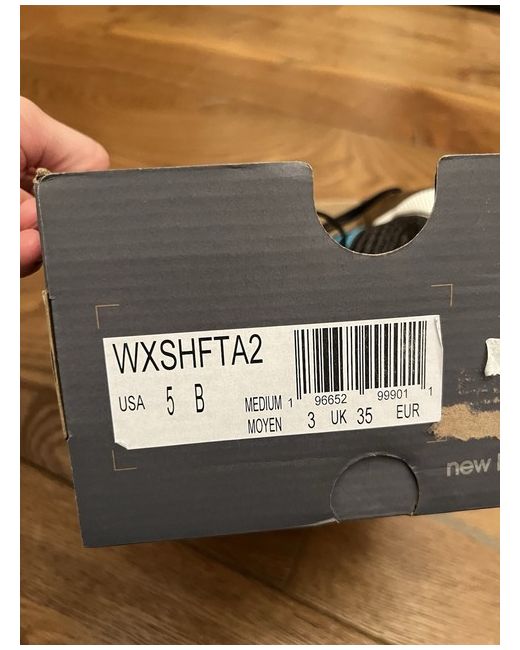 WXSHFTA2
USA 5 B MEDIUM 1 96652 99901 1
MOYEN 3 UK 35 EUR
new